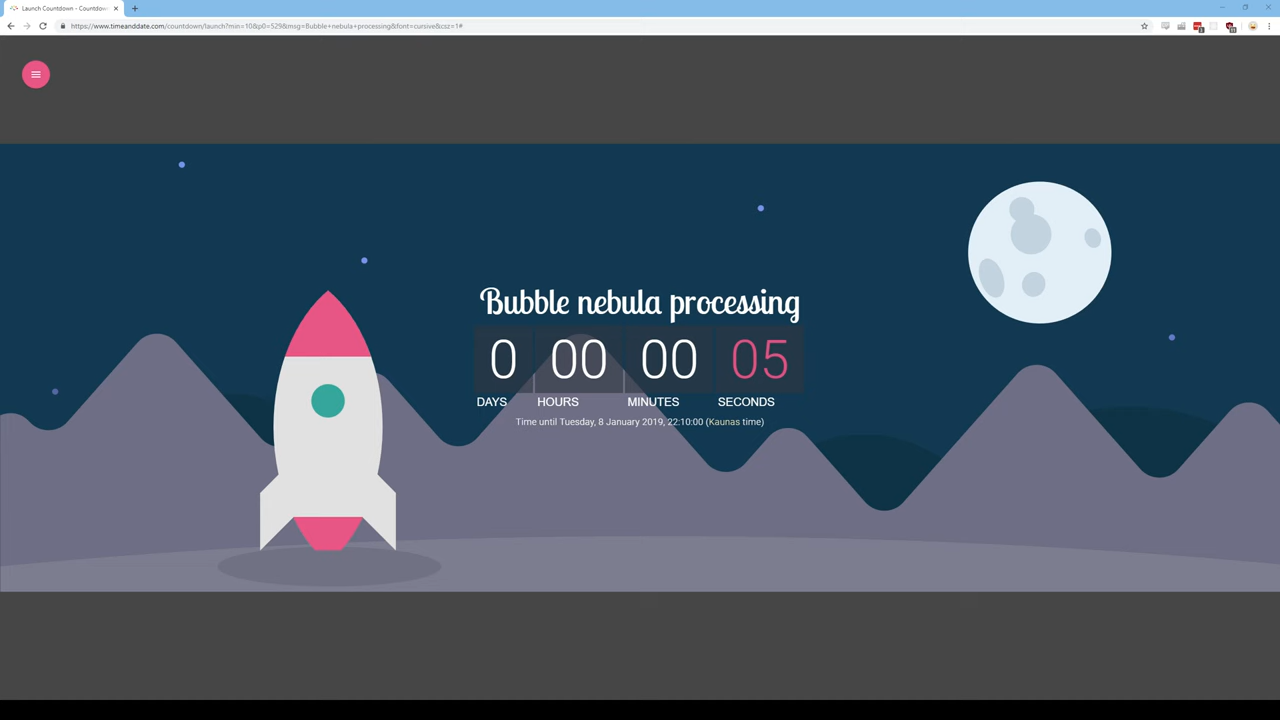 Launch Countdown - Countdow
https://www.timeanddate.com/countdown/launch?min=10&p0=529&msg=Bubble+nebula+processing&font=cursive&csz=1#
Bubble nebula processing
0 00 00 05
DAYS HOURS MINUTES SECONDS
Time until Tuesday, 8 January 2019, 22:10:00 (Kaunas time)